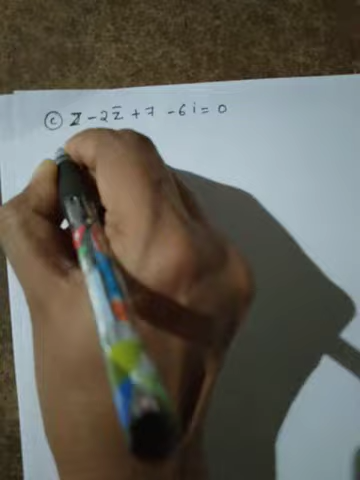 (c) z - 2z̄ + 7 - 6i = 0